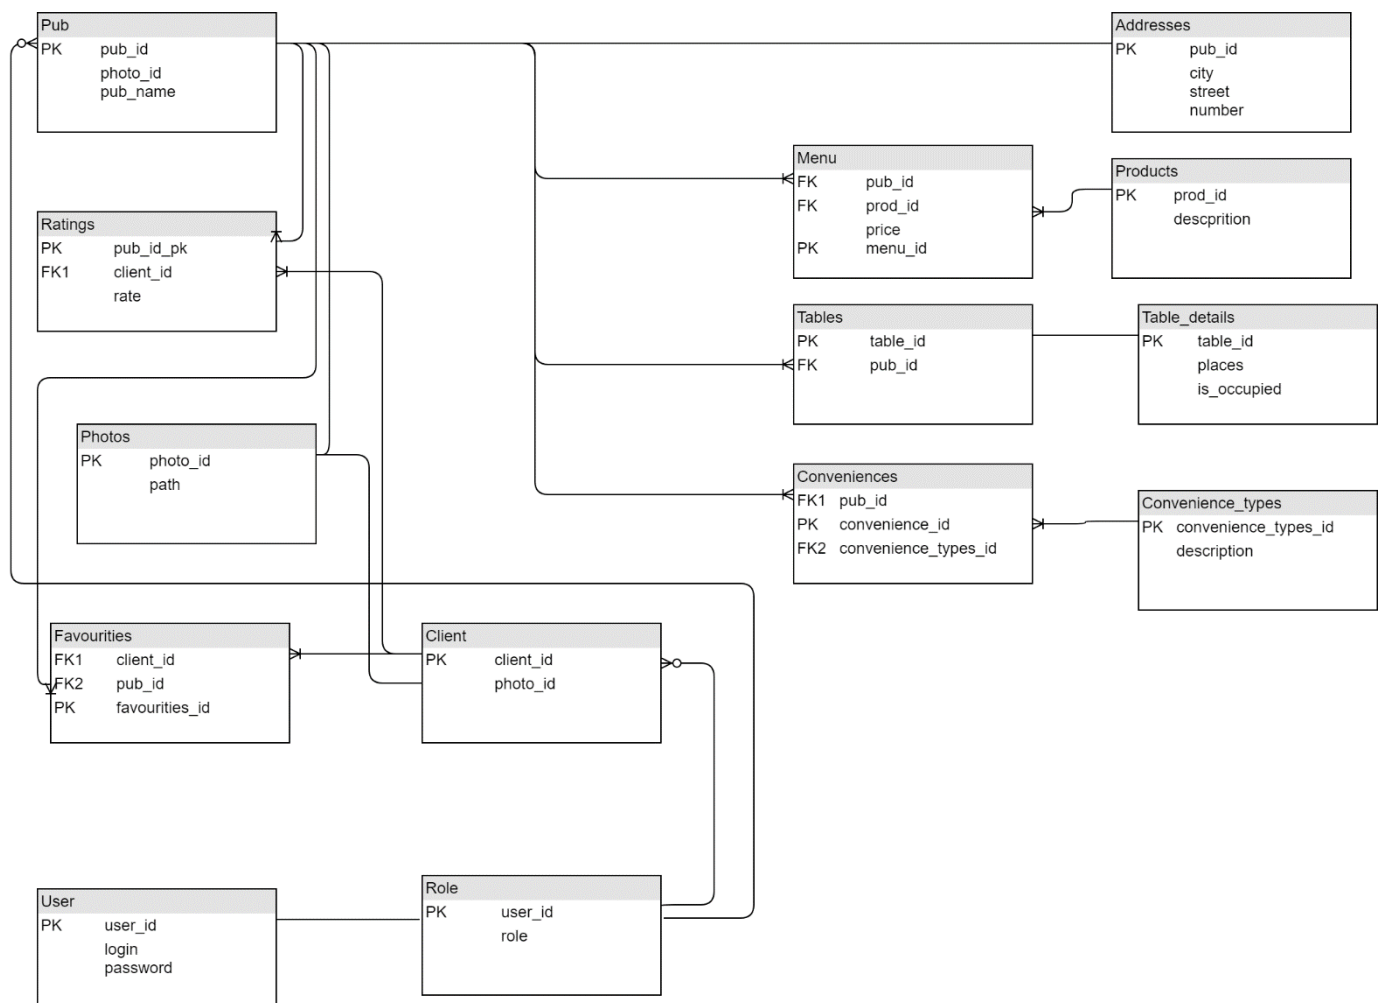 Pub
PK pub_id
photo_id
pub_name
Addresses
PK pub_id
city
street
number
Menu
FK pub_id
FK prod_id
price
PK menu_id
Products
PK prod_id
descprition
Ratings
PK pub_id_pk
FK1 client_id
rate
Tables
PK table_id
FK pub_id
Table_details
PK table_id
places
is_occupied
Photos
PK photo_id
path
Conveniences
FK1 pub_id
PK convenience_id
FK2 convenience_types_id
Convenience_types
PK convenience_types_id
description
Favourities
FK1 client_id
FK2 pub_id
PK favourities_id
Client
PK client_id
photo_id
User
PK user_id
login
password
Role
PK user_id
role